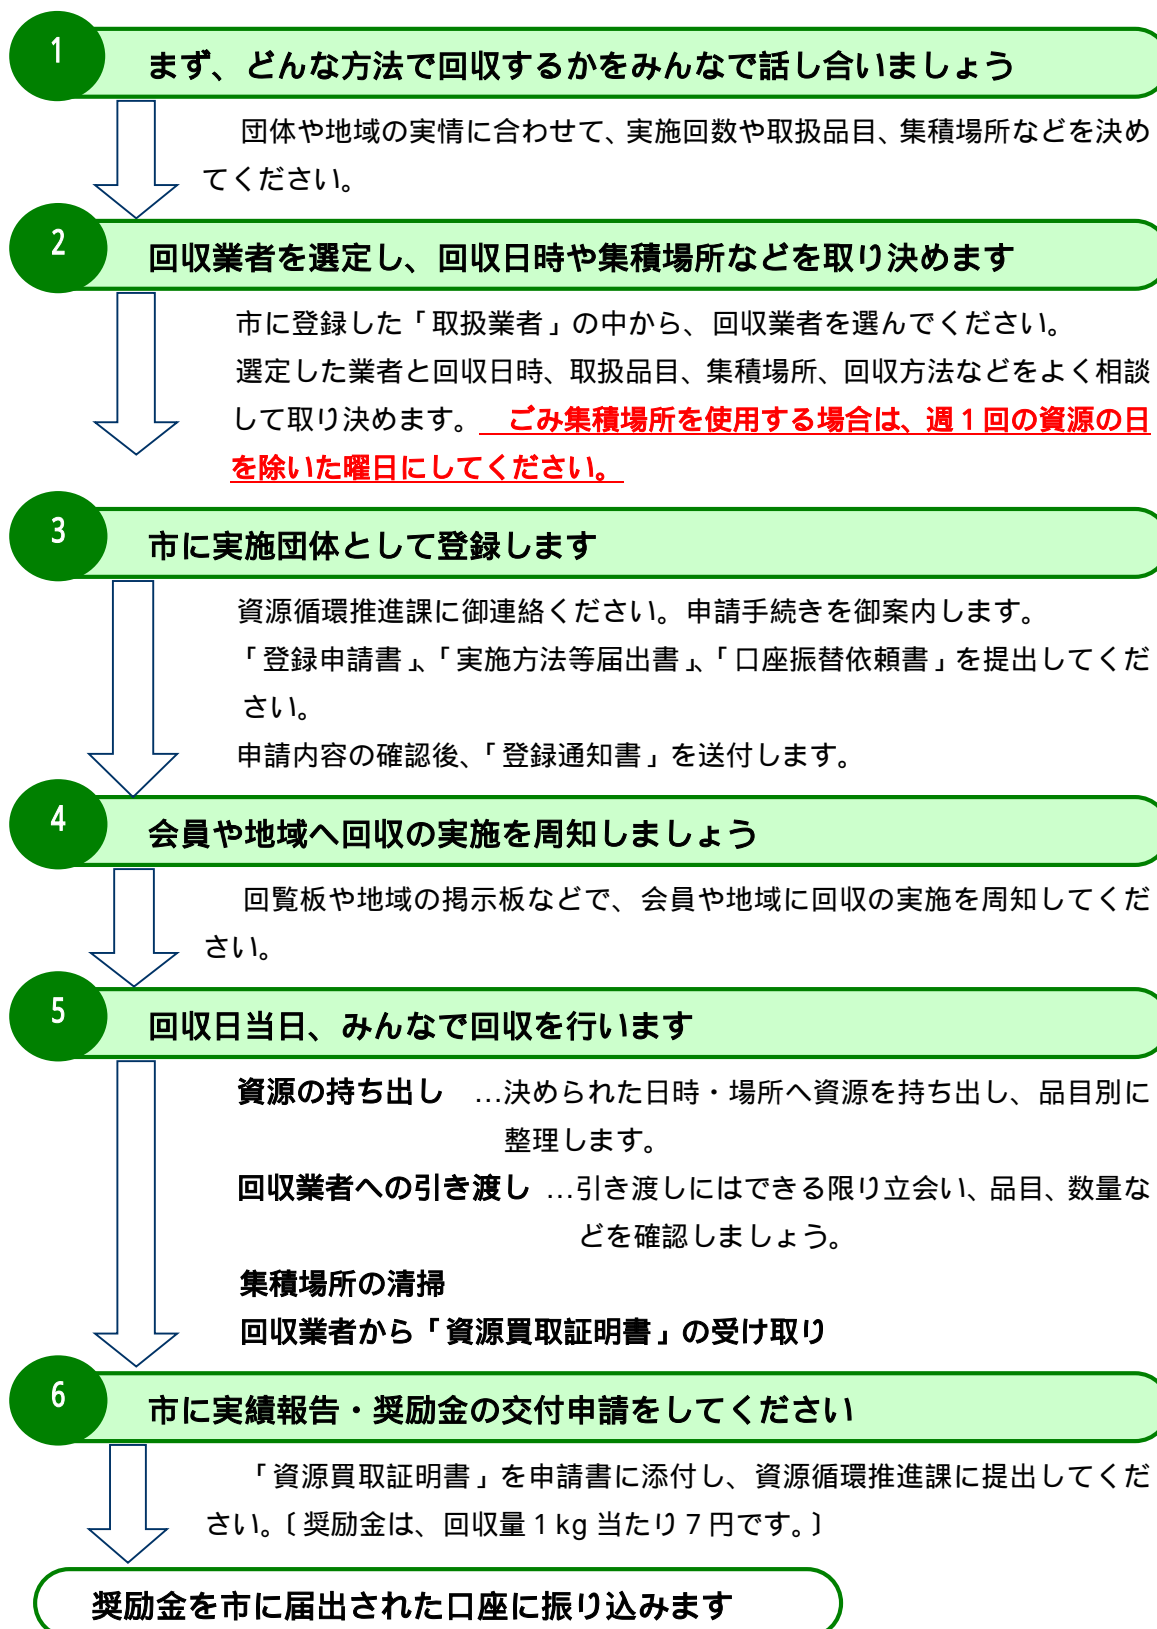 1
まず、どんな方法で回収するかをみんなで話し合いましょう
団体や地域の実情に合わせて、実施回数や取扱品目、集積場所などを決め
てください。
2
回収業者を選定し、回収日時や集積場所などを取り決めます
市に登録した「取扱業者」の中から、回収業者を選んでください。
選定した業者と回収日時、取扱品目、集積場所、回収方法などをよく相談
して取り決めます。 ごみ集積場所を使用する場合は、週1回の資源の日
を除いた曜日にしてください。
3
市に実施団体として登録します
資源循環推進課に御連絡ください。申請手続きを御案内します。
「登録申請書」、「実施方法等届出書」、「口座振替依頼書」を提出してくだ
さい。
申請内容の確認後、「登録通知書」を送付します。
4
会員や地域へ回収の実施を周知しましょう
回覧板や地域の掲示板などで、会員や地域に回収の実施を周知してくだ
さい。
5
回収日当日、みんなで回収を行います
資源の持ち出し …決められた日時・場所へ資源を持ち出し、品目別に
整理します。
回収業者への引き渡し …引き渡しにはできる限り立会い、品目、数量な
どを確認しましょう。
集積場所の清掃
回収業者から「資源買取証明書」の受け取り
6
市に実績報告・奨励金の交付申請をしてください
「資源買取証明書」を申請書に添付し、資源循環推進課に提出してくだ
さい。〔奨励金は、回収量1kg当たり7円です。〕
奨励金を市に届出された口座に振り込みます